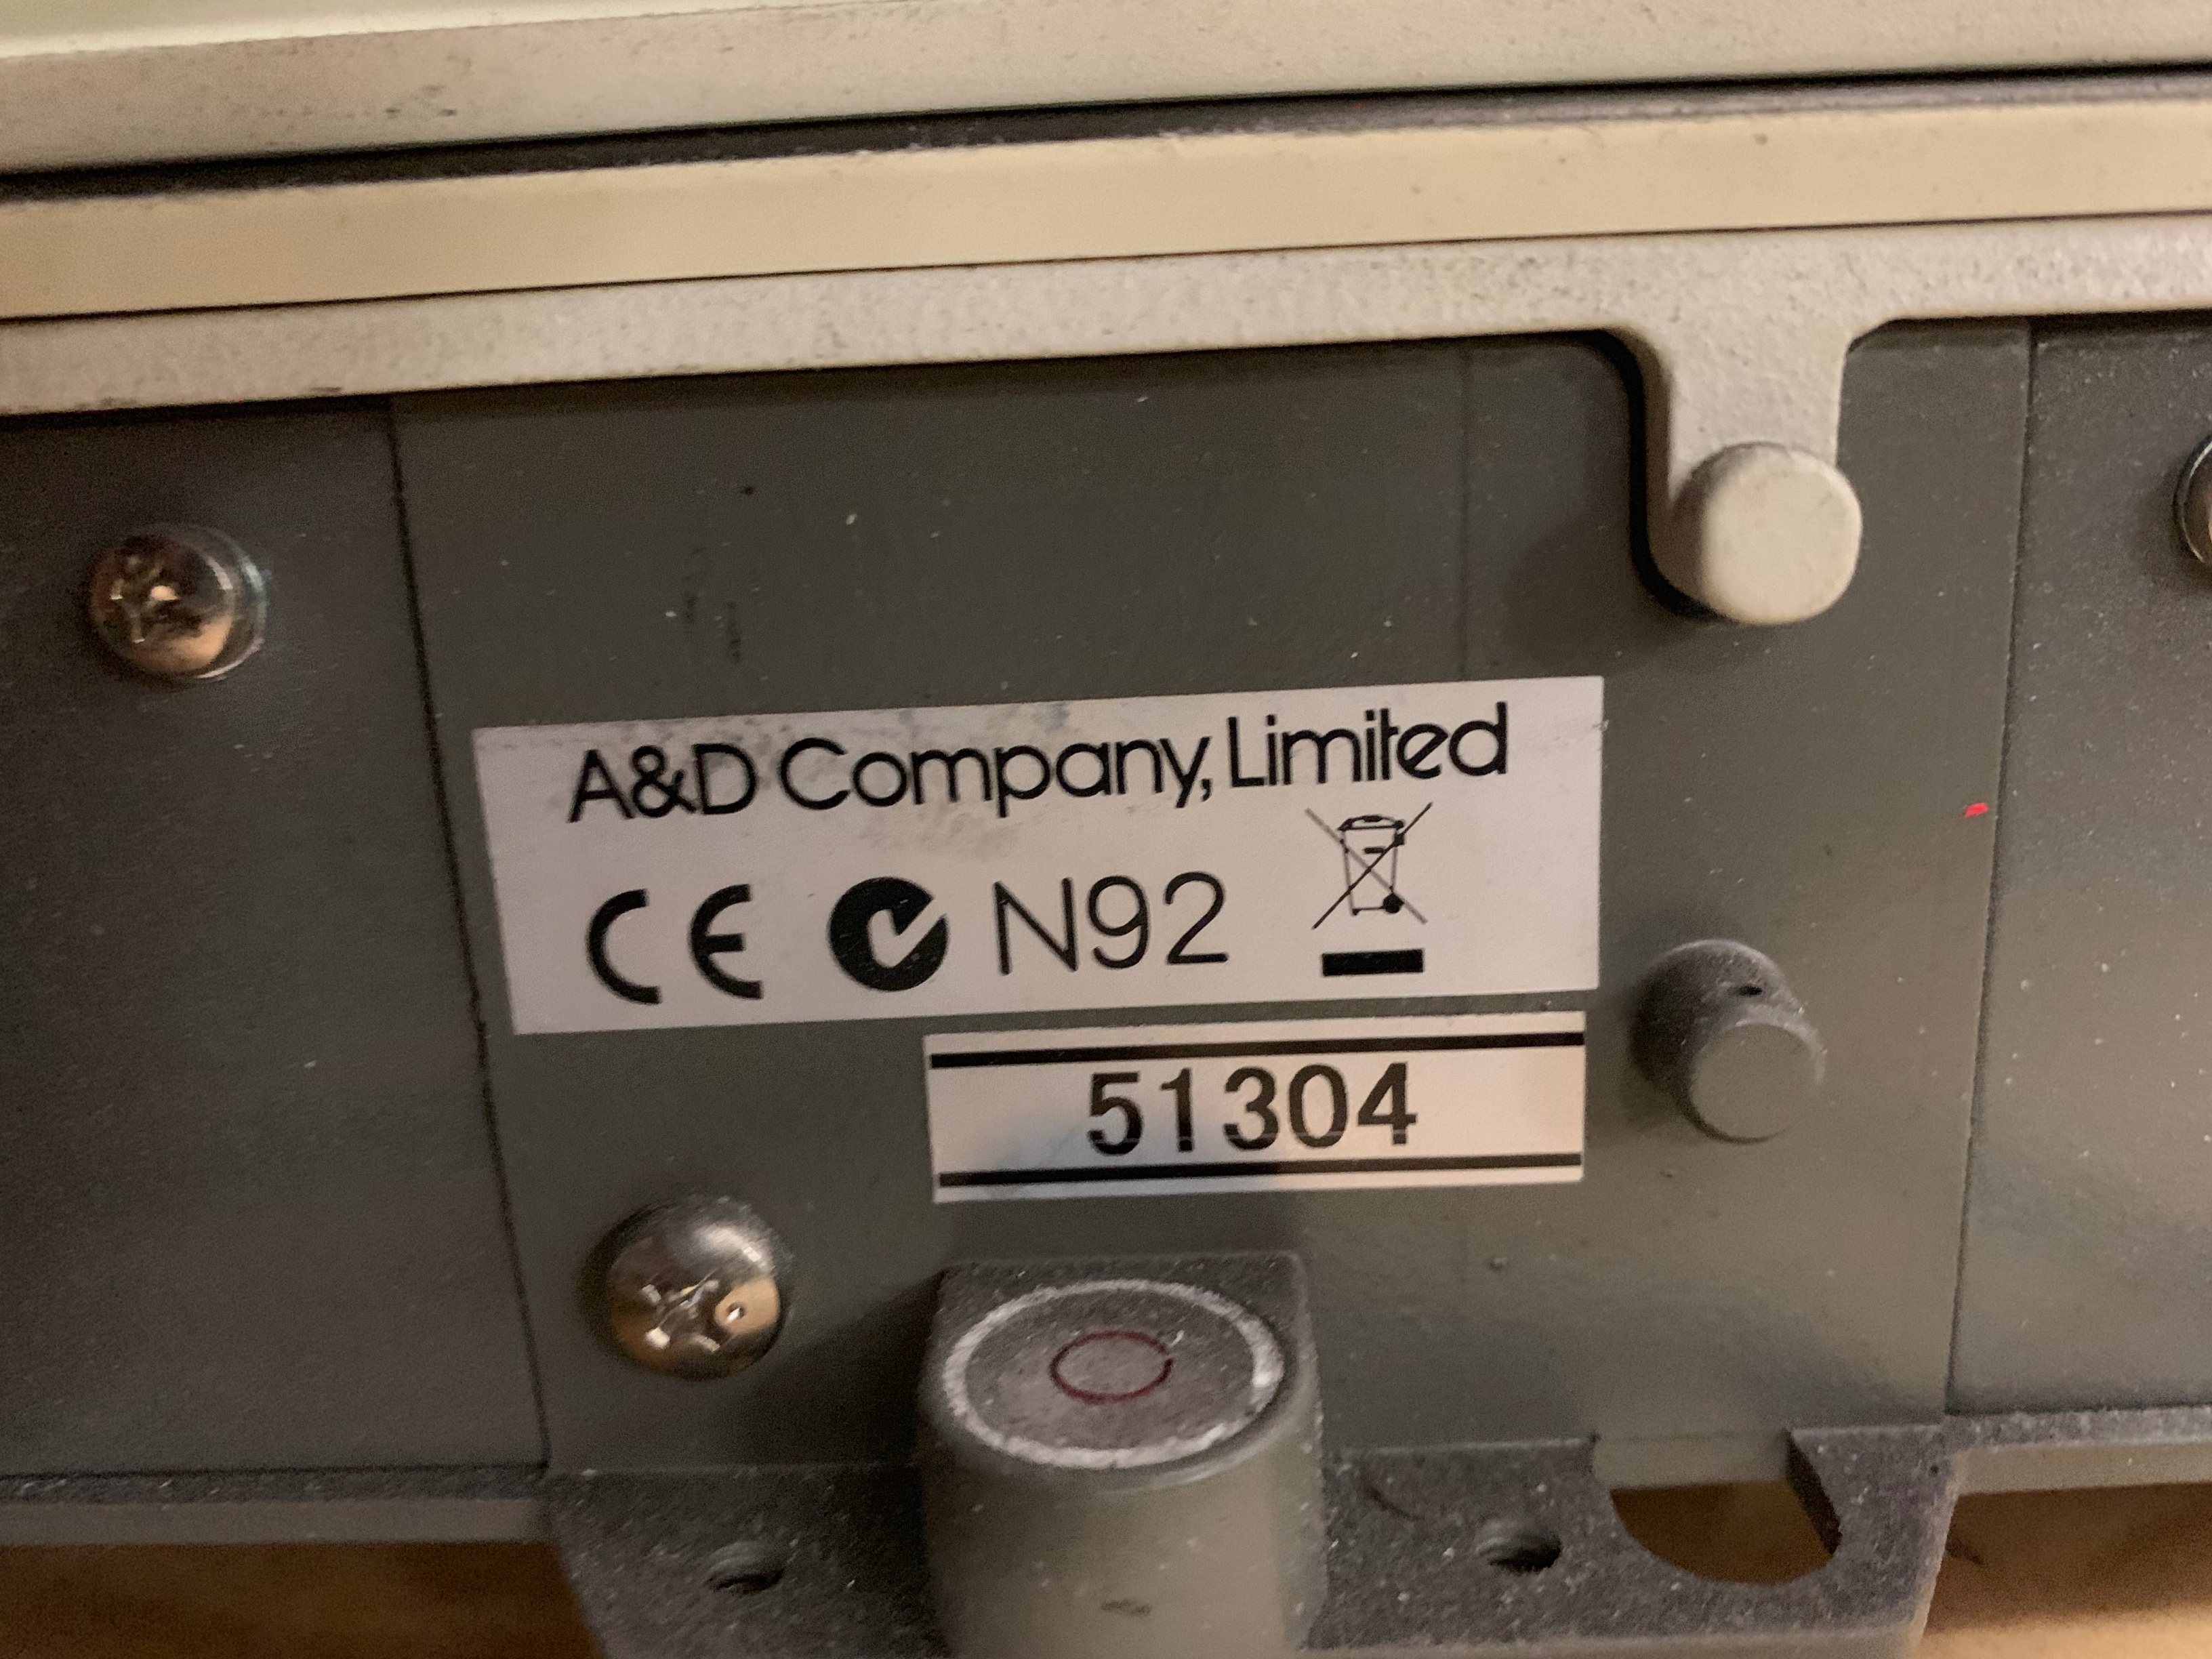 A&D Company, Limited
CE N92
51304